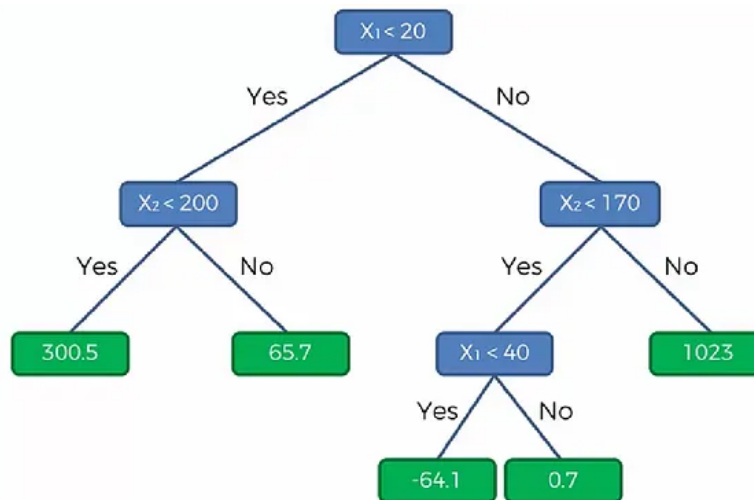 X₁ < 20
Yes
No
X₂ < 200
X₂ < 170
Yes
No
Yes
No
300.5
65.7
X₁ < 40
1023
Yes
No
-64.1
0.7